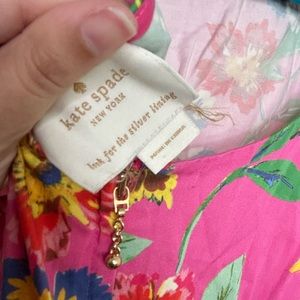 kate spade
NEW YORK
look for the silver lining